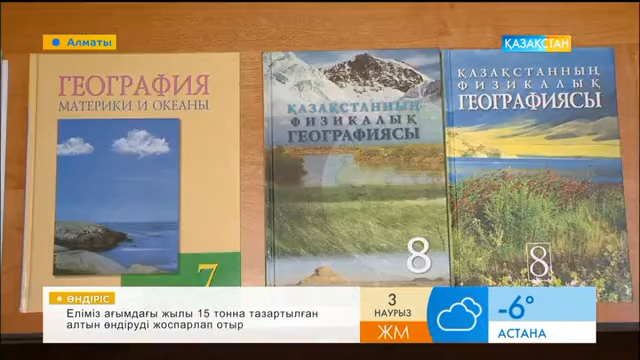 Алматы
ҚАЗАҚСТАН
ГЕОГРАФИЯ
МАТЕРИКИ И ОКЕАНЫ
7
ҚАЗАҚСТАННЫҢ
ФИЗИКАЛЫҚ
ГЕОГРАФИЯСЫ
8
ҚАЗАҚСТАННЫҢ
ФИЗИКАЛЫҚ
ГЕОГРАФИЯСЫ
8
ӨНДІРІС
Еліміз ағымдағы жылы 15 тонна тазартылған
алтын өндіруді жоспарлап отыр
3
НАУРЫЗ
ЖМ
-6°
АСТАНА